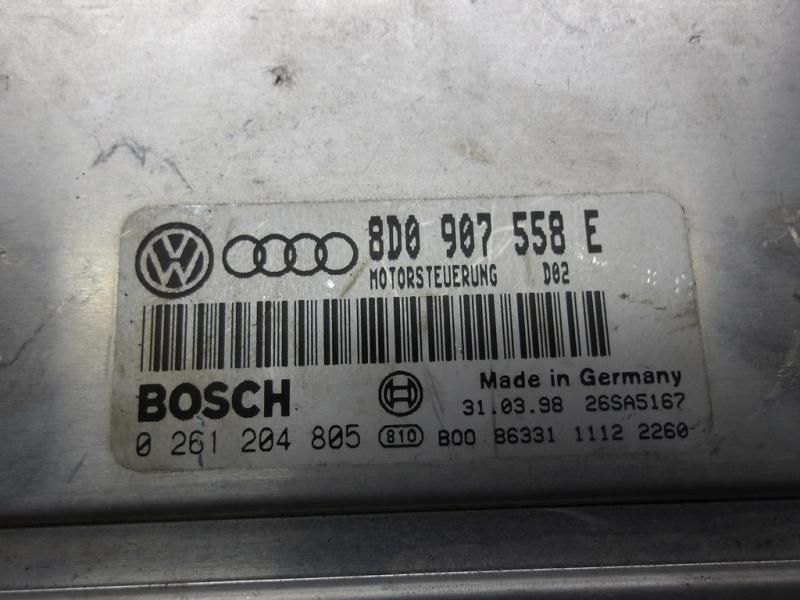 8D0 907 558 E
MOTORSTEUERUNG D02
BOSCH
Made in Germany
31.03.98 26SA5167
0 261 204 805 810 B00 86331 1112 2260